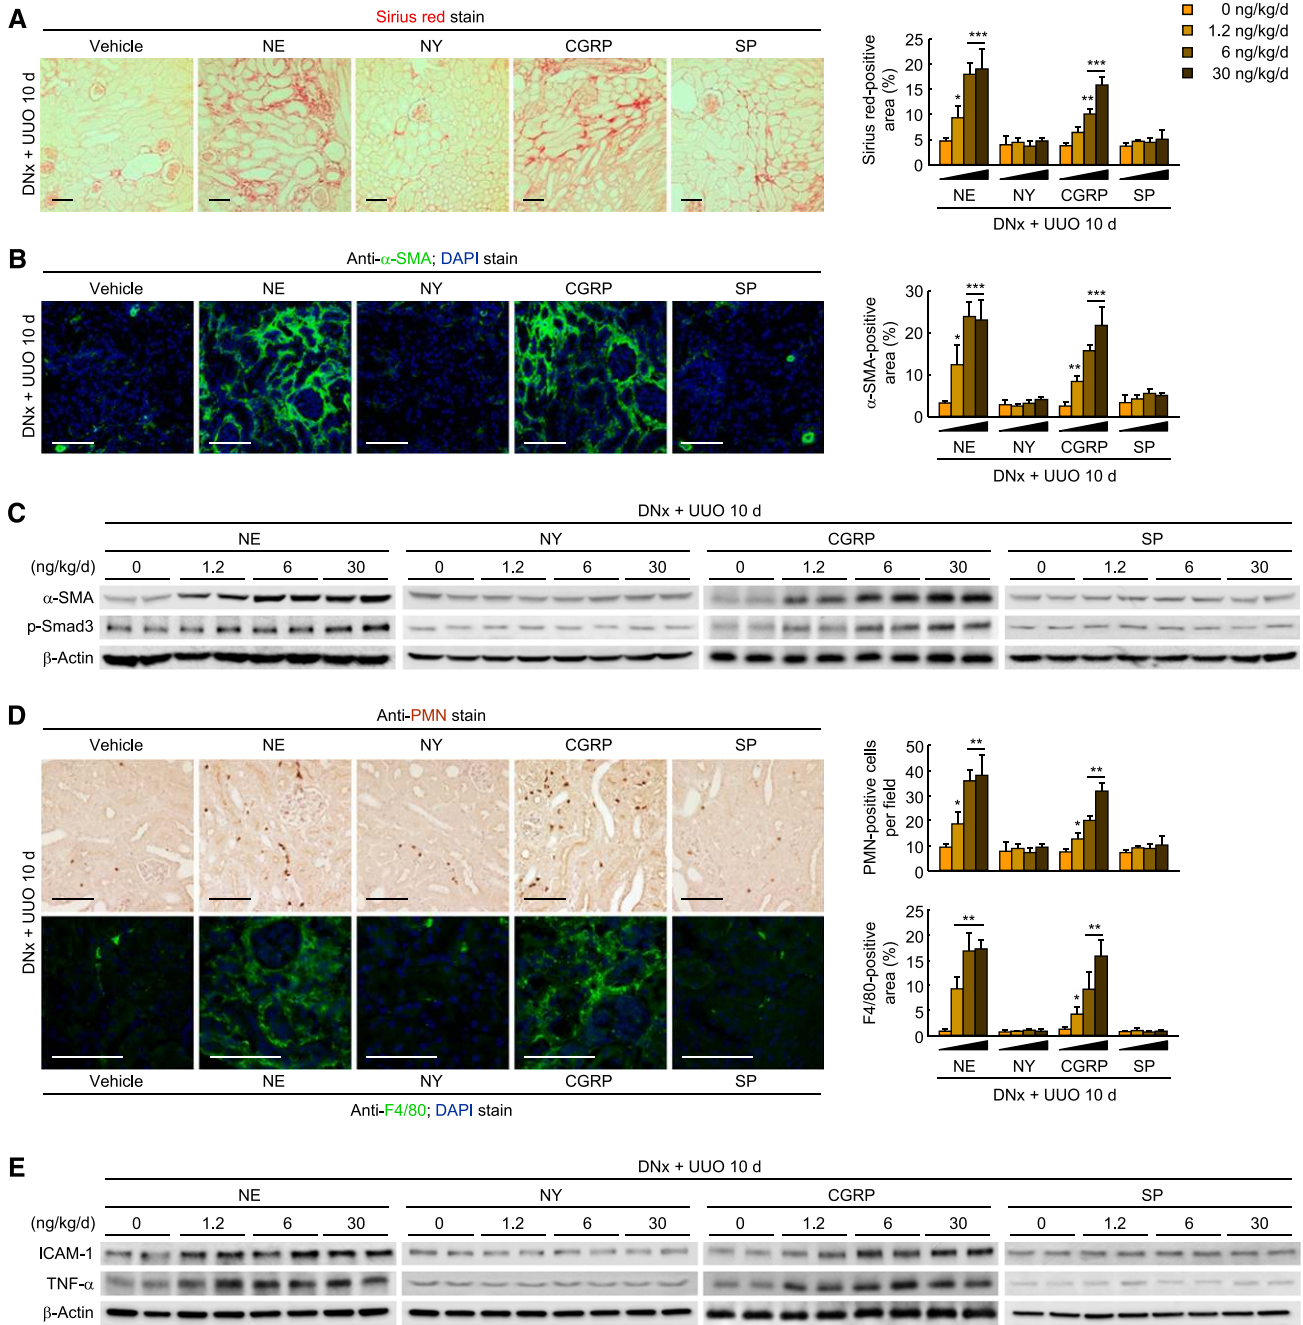 A
Sirius red stain
Vehicle NE NY CGRP SP
DNx + UUO 10 d
Sirius red-positive
area (%)
25
20
15
10
5
0
* *** ** ***
NE NY CGRP SP
DNx + UUO 10 d
0 ng/kg/d
1.2 ng/kg/d
6 ng/kg/d
30 ng/kg/d
B
Anti-α-SMA; DAPI stain
Vehicle NE NY CGRP SP
DNx + UUO 10 d
α-SMA-positive
area (%)
30
20
10
0
* *** ** ***
NE NY CGRP SP
DNx + UUO 10 d
C
DNx + UUO 10 d
NE NY CGRP SP
(ng/kg/d) 0 1.2 6 30 0 1.2 6 30 0 1.2 6 30 0 1.2 6 30
α-SMA
p-Smad3
β-Actin
D
Anti-PMN stain
Vehicle NE NY CGRP SP
DNx + UUO 10 d
Vehicle NE NY CGRP SP
Anti-F4/80; DAPI stain
PMN-positive cells
per field
50
40
30
20
10
0
* ** * **
F4/80-positive
area (%)
25
20
15
10
5
0
** * **
NE NY CGRP SP
DNx + UUO 10 d
E
DNx + UUO 10 d
NE NY CGRP SP
(ng/kg/d) 0 1.2 6 30 0 1.2 6 30 0 1.2 6 30 0 1.2 6 30
ICAM-1
TNF-α
β-Actin